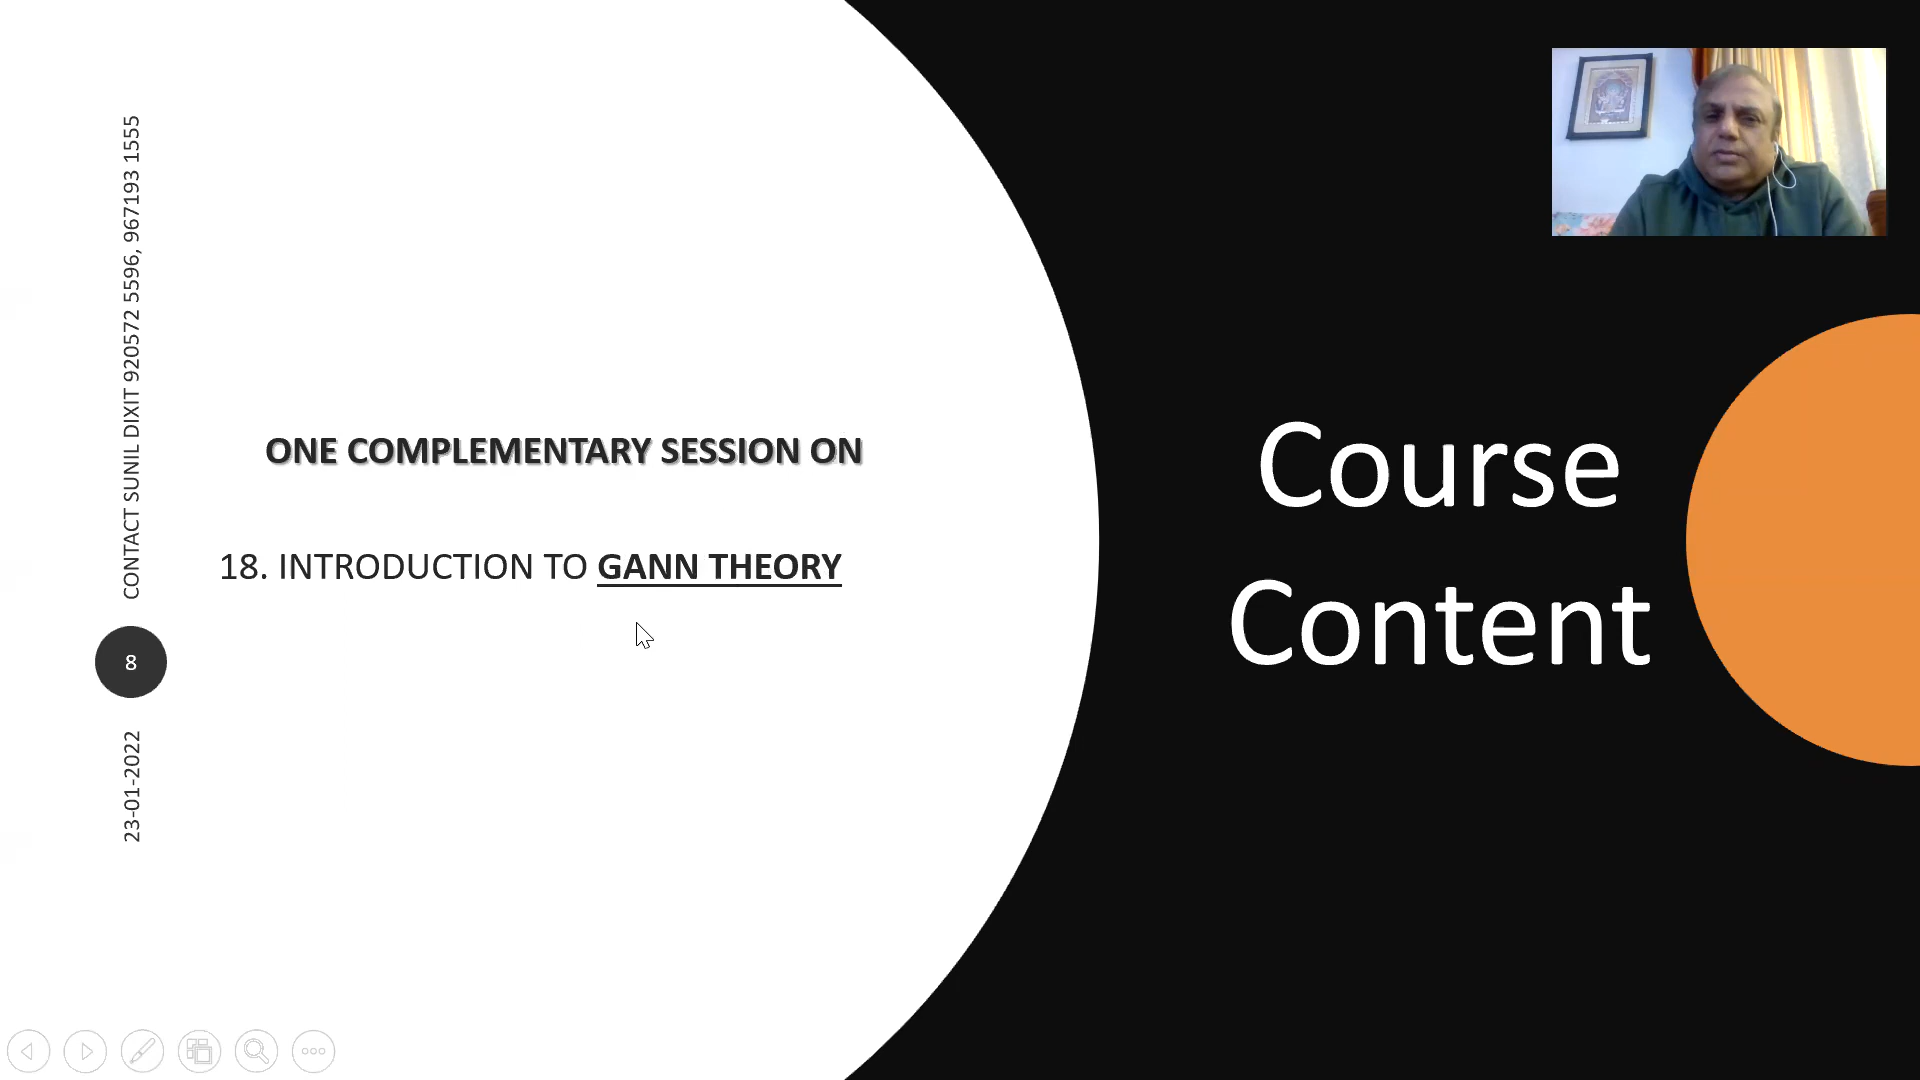 CONTACT SUNIL DIXIT 920572 5596, 967193 1555
ONE COMPLEMENTARY SESSION ON
18. INTRODUCTION TO GANN THEORY
8
23-01-2022
Course
Content